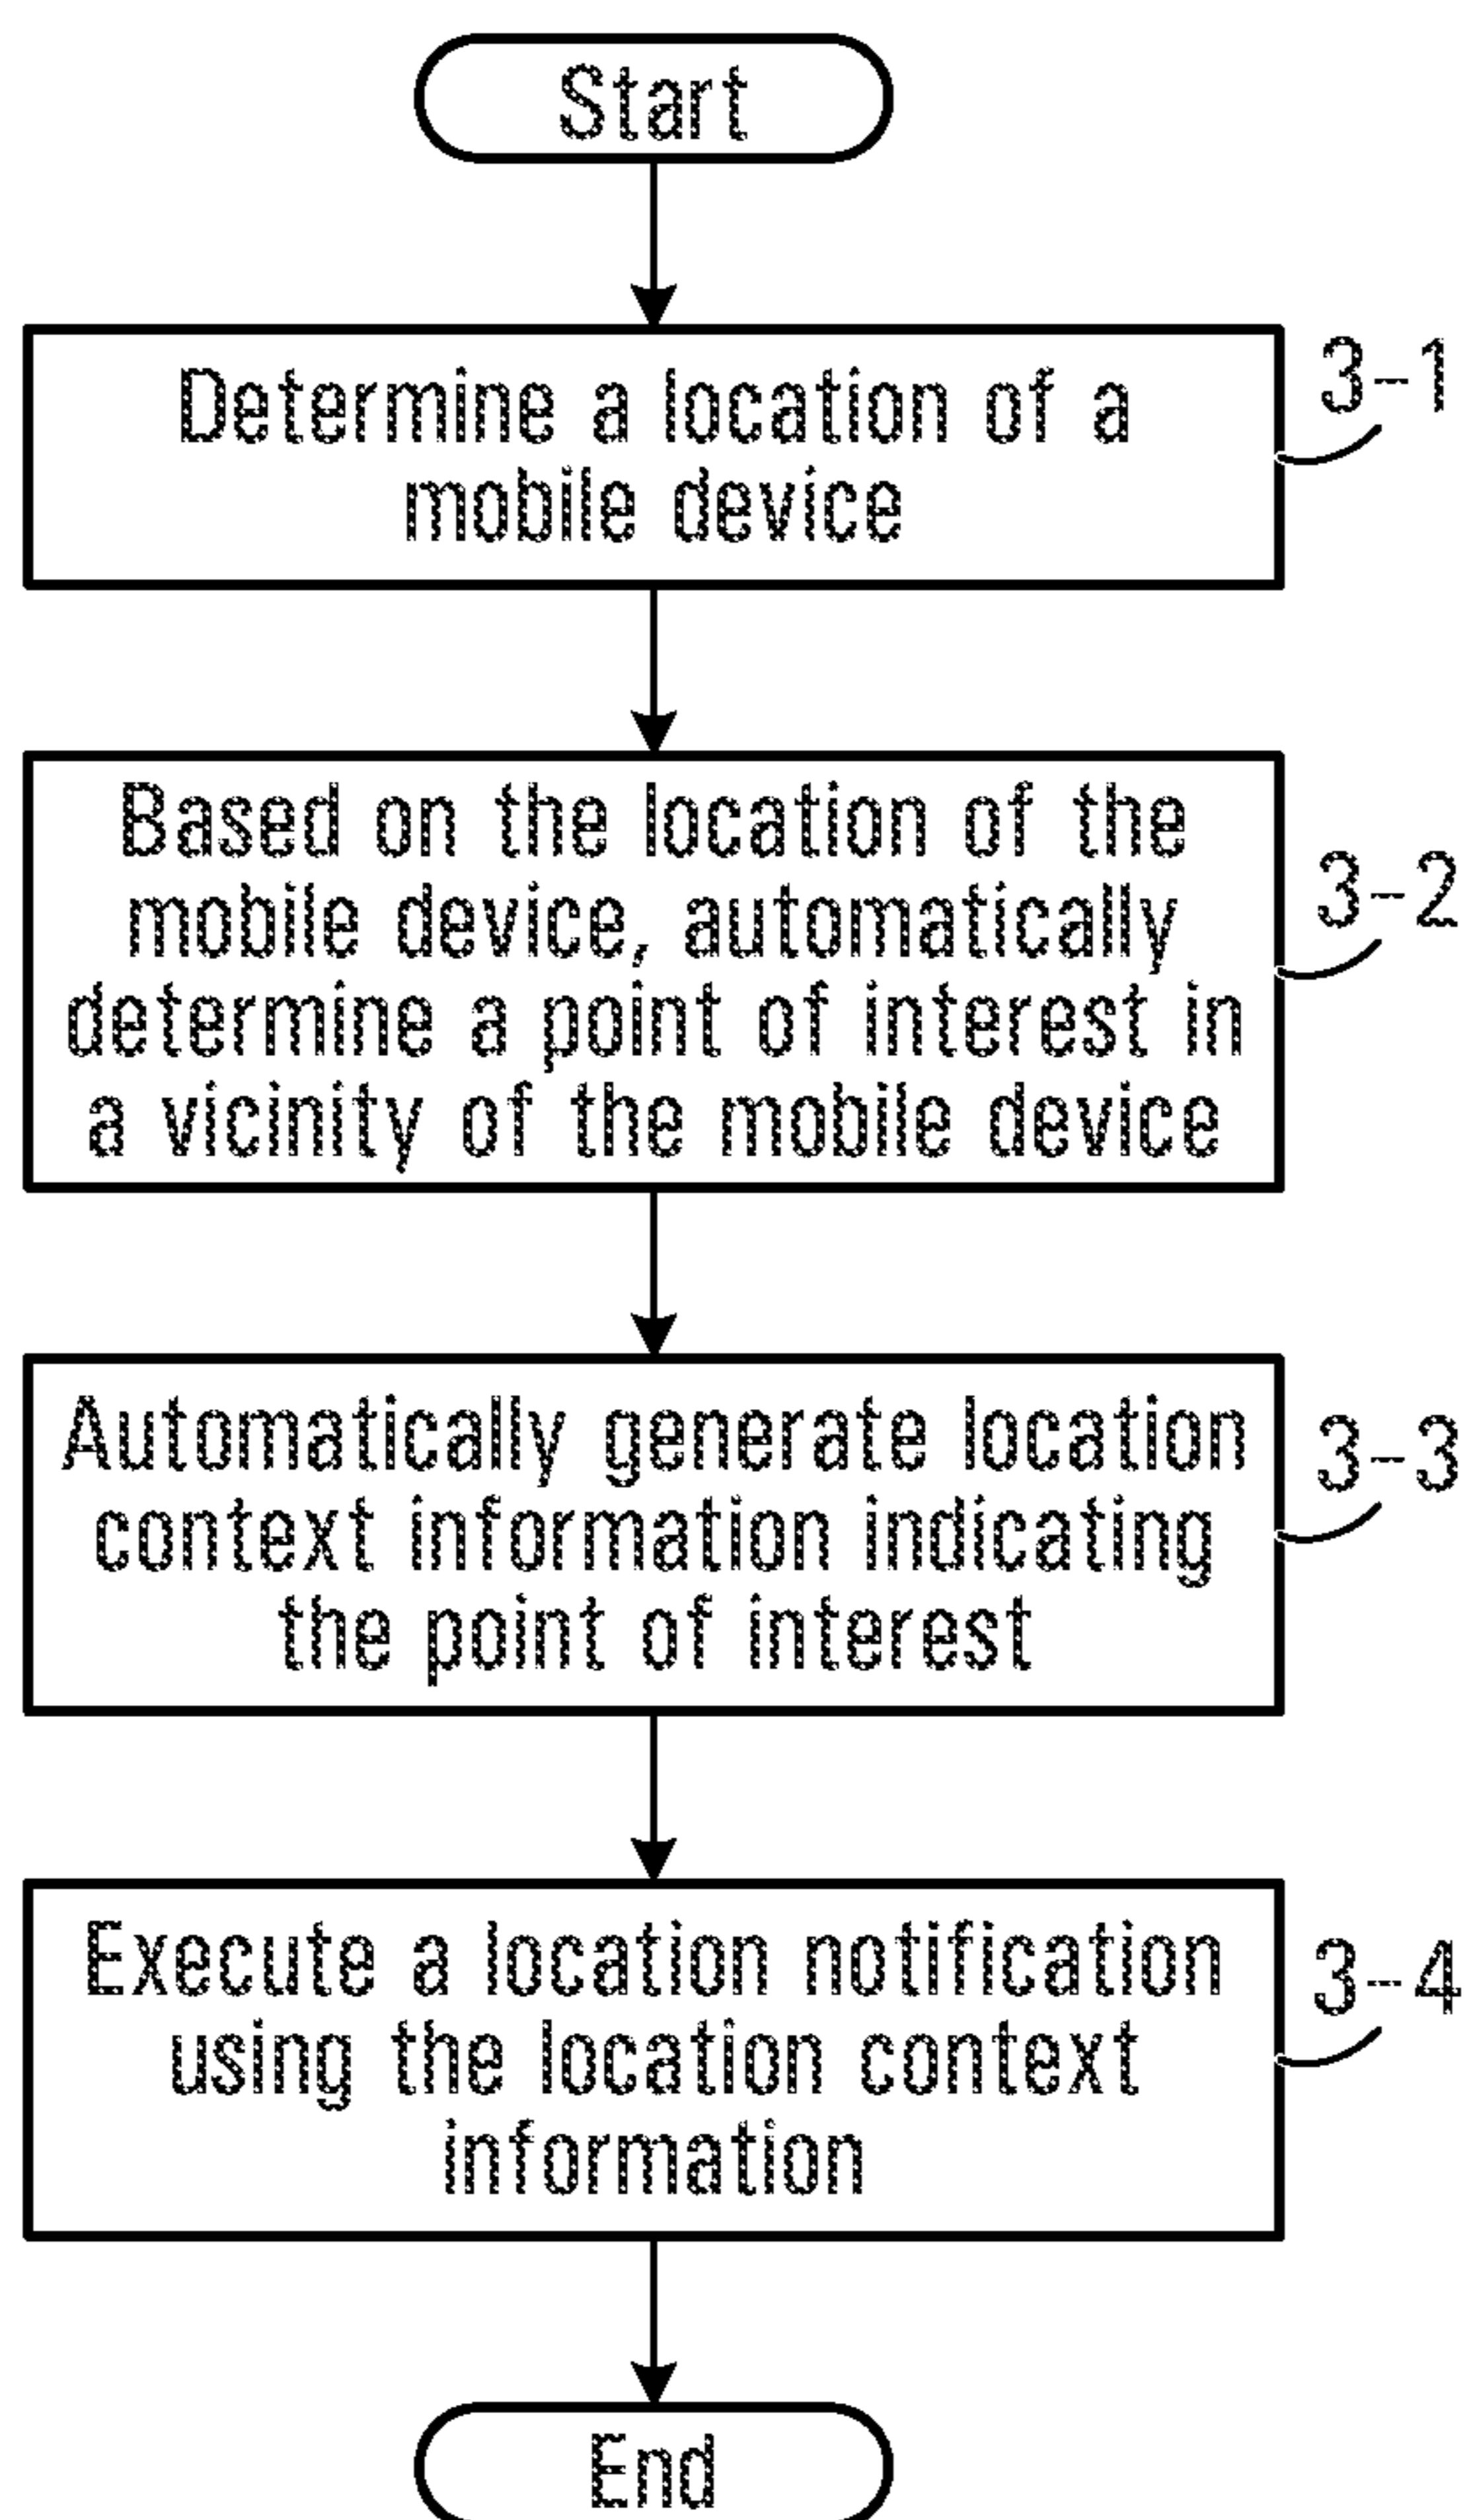 Start
Determine a location of a
mobile device
3-1
Based on the location of the
mobile device, automatically
determine a point of interest in
a vicinity of the mobile device
3-2
Automatically generate location
context information indicating
the point of interest
3-3
Execute a location notification
using the location context
information
3-4
End